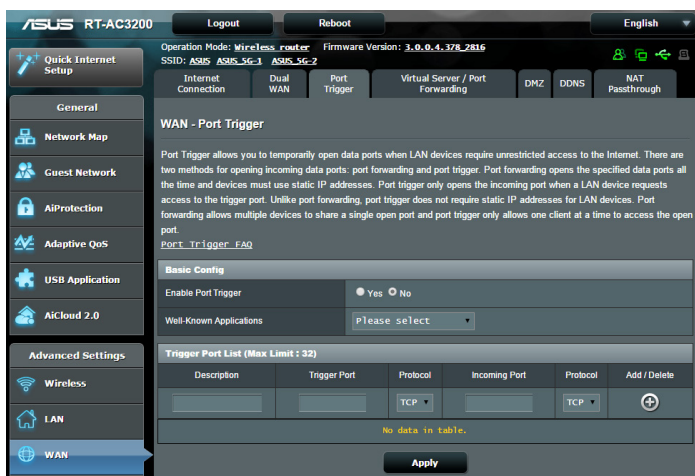 ASUS RT-AC3200
Logout
Reboot
English
Quick Internet
Setup
Operation Mode: Wireless router Firmware Version: 3.0.0.4.378_2816
SSID: ASUS ASUS_5G-1 ASUS_5G-2
Internet
Connection
Dual
WAN
Port
Trigger
Virtual Server / Port
Forwarding
DMZ
DDNS
NAT
Passthrough
General
Network Map
Guest Network
AiProtection
Adaptive QoS
USB Application
AiCloud 2.0
Advanced Settings
Wireless
LAN
WAN
WAN - Port Trigger
Port Trigger allows you to temporarily open data ports when LAN devices require unrestricted access to the Internet. There are
two methods for opening incoming data ports: port forwarding and port trigger. Port forwarding opens the specified data ports all
the time and devices must use static IP addresses. Port trigger only opens the incoming port when a LAN device requests
access to the trigger port. Unlike port forwarding, port trigger does not require static IP addresses for LAN devices. Port
forwarding allows multiple devices to share a single open port and port trigger only allows one client at a time to access the open
port.
Port Trigger FAQ
Basic Config
Enable Port Trigger
Yes No
Well-Known Applications
Please select
Trigger Port List (Max Limit : 32)
Description Trigger Port Protocol Incoming Port Protocol Add / Delete
TCP TCP
No data in table.
Apply